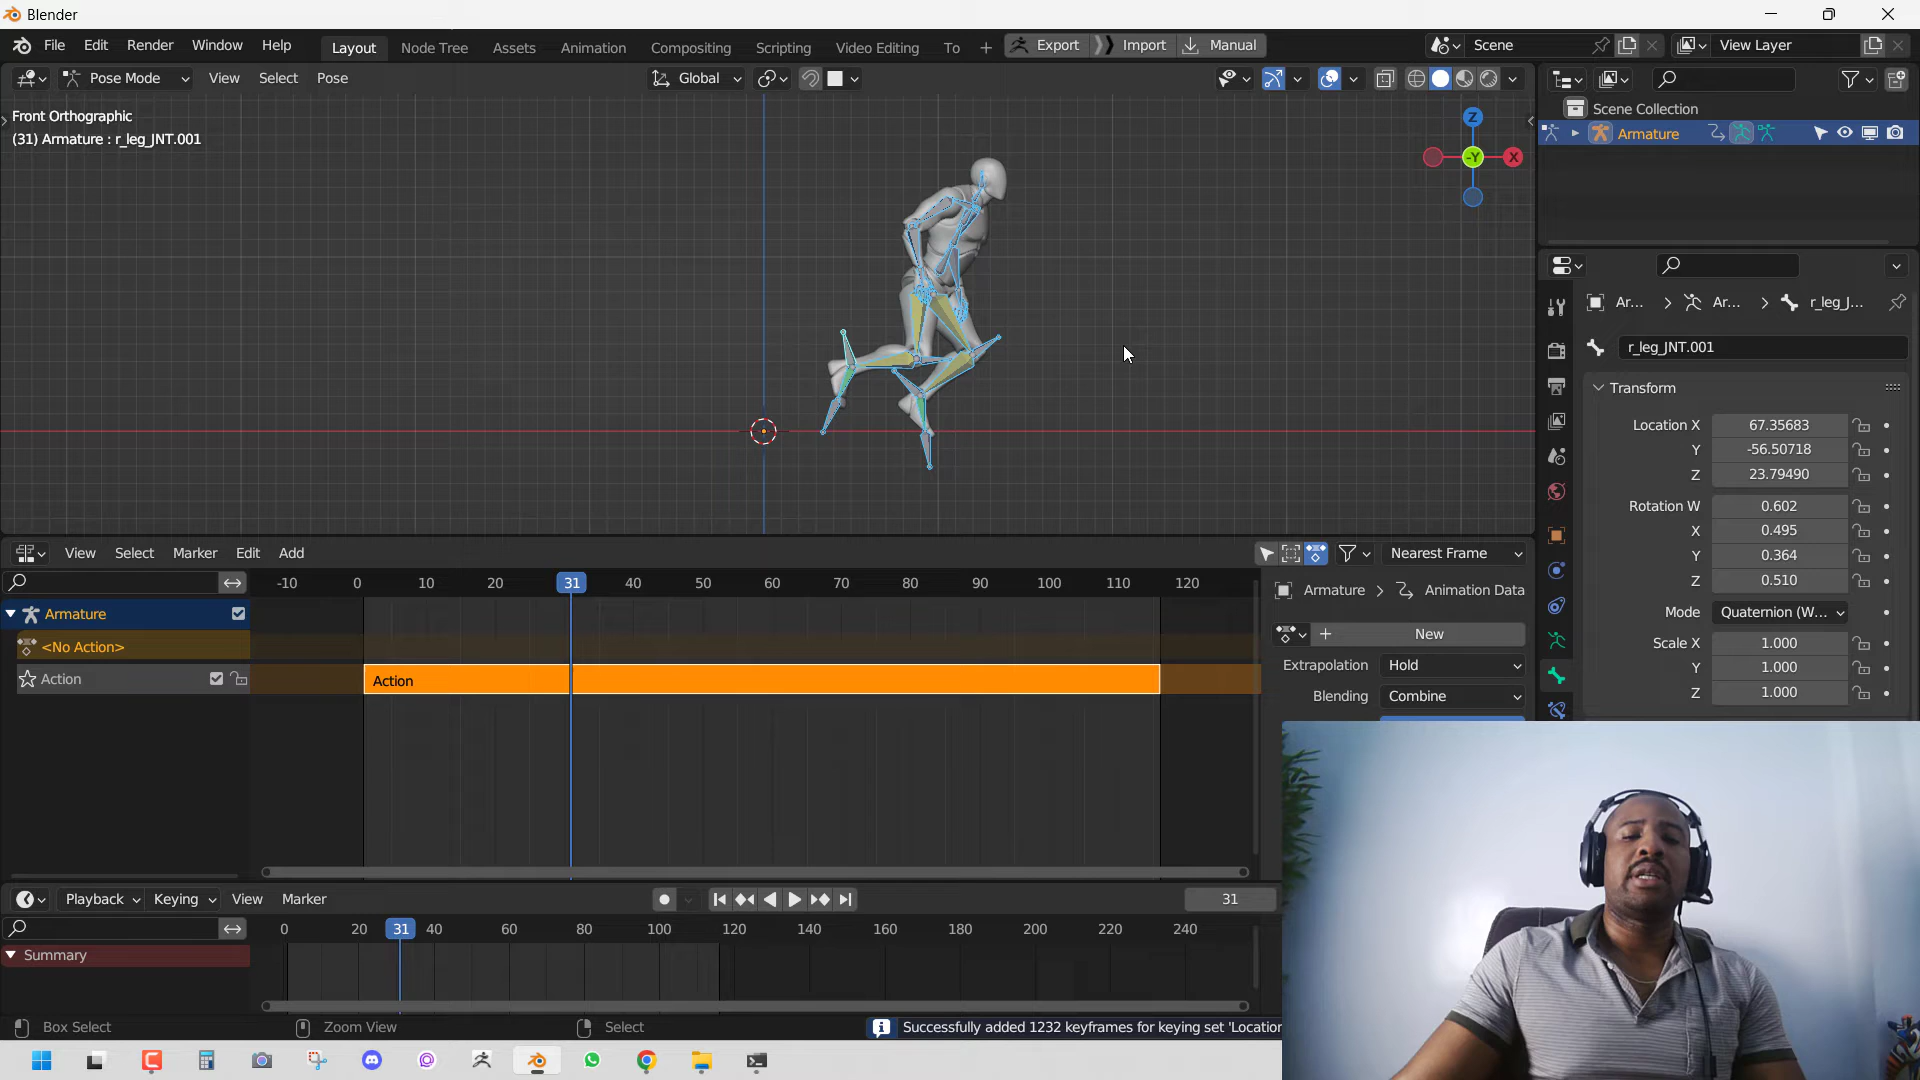 Blender
File Edit Render Window Help Layout Node Tree Assets Animation Compositing Scripting Video Editing To + Export Import Manual Scene View Layer
Pose Mode View Select Pose Global
Front Orthographic
(31) Armature : r_leg_JNT.001
Z
-Y X
Scene Collection
Armature
Ar... > Ar... > r_leg_J...
r_leg_JNT.001
Transform
Location X 67.35683
Y -56.50718
Z 23.79490
Rotation W 0.602
X 0.495
Y 0.364
Z 0.510
Mode Quaternion (W...
Scale X 1.000
Y 1.000
Z 1.000
View Select Marker Edit Add Nearest Frame
-10 0 10 20 31 40 50 60 70 80 90 100 110 120
Armature > Animation Data
Armature
<No Action>
+ New
Action
Action
Extrapolation Hold
Blending Combine
Playback Keying View Marker 31
0 20 31 40 60 80 100 120 140 160 180 200 220 240
Summary
Box Select Zoom View Select Successfully added 1232 keyframes for keying set 'Location